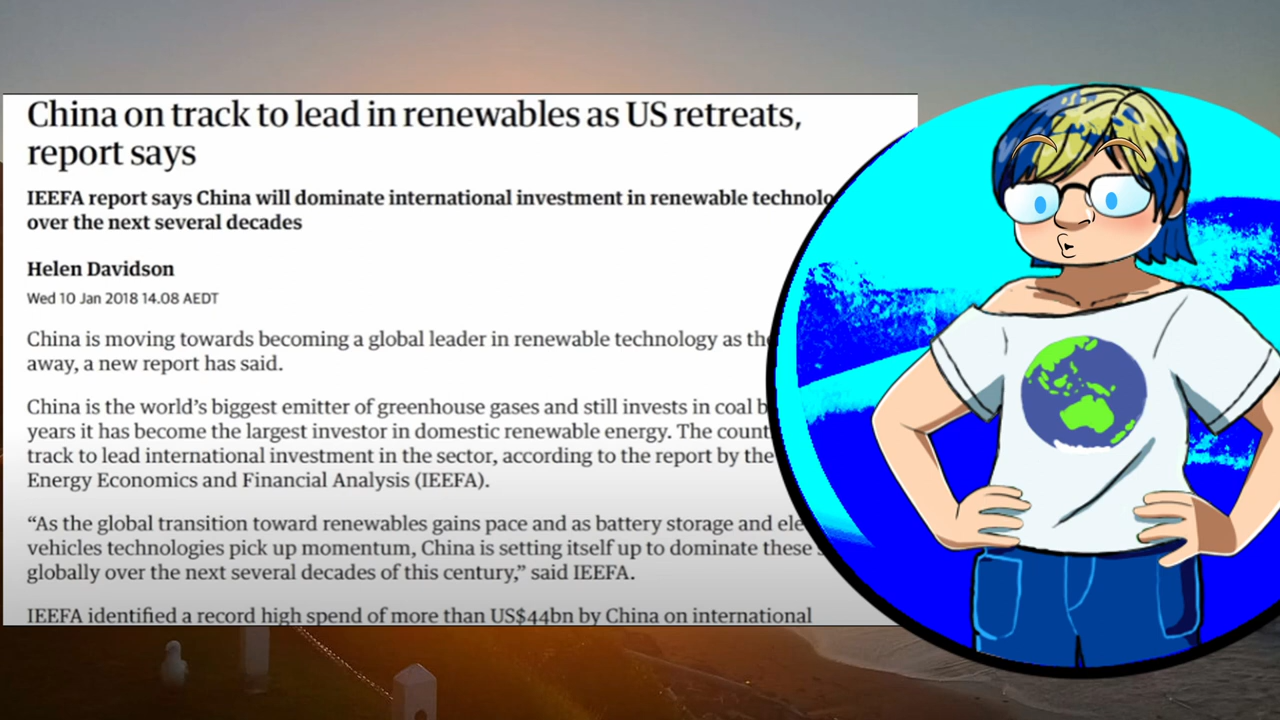 China on track to lead in renewables as US retreats,
report says
IEEFA report says China will dominate international investment in renewable
over the next several decades
Helen Davidson
Wed 10 Jan 2018 14.08 AEDT
China is moving towards becoming a global leader in renewable technology as
away, a new report has said.
China is the world's biggest emitter of greenhouse gases and still invests in coal
years it has become the largest investor in domestic renewable energy. The
track to lead international investment in the sector, according to the report by the
Energy Economics and Financial Analysis (IEEFA).
“As the global transition toward renewables gains pace and as battery storage and
vehicles technologies pick up momentum, China is setting itself up to dominate these
globally over the next several decades of this century,” said IEEFA.
IEEFA identified a record high spend of more than US$44bn by China on international